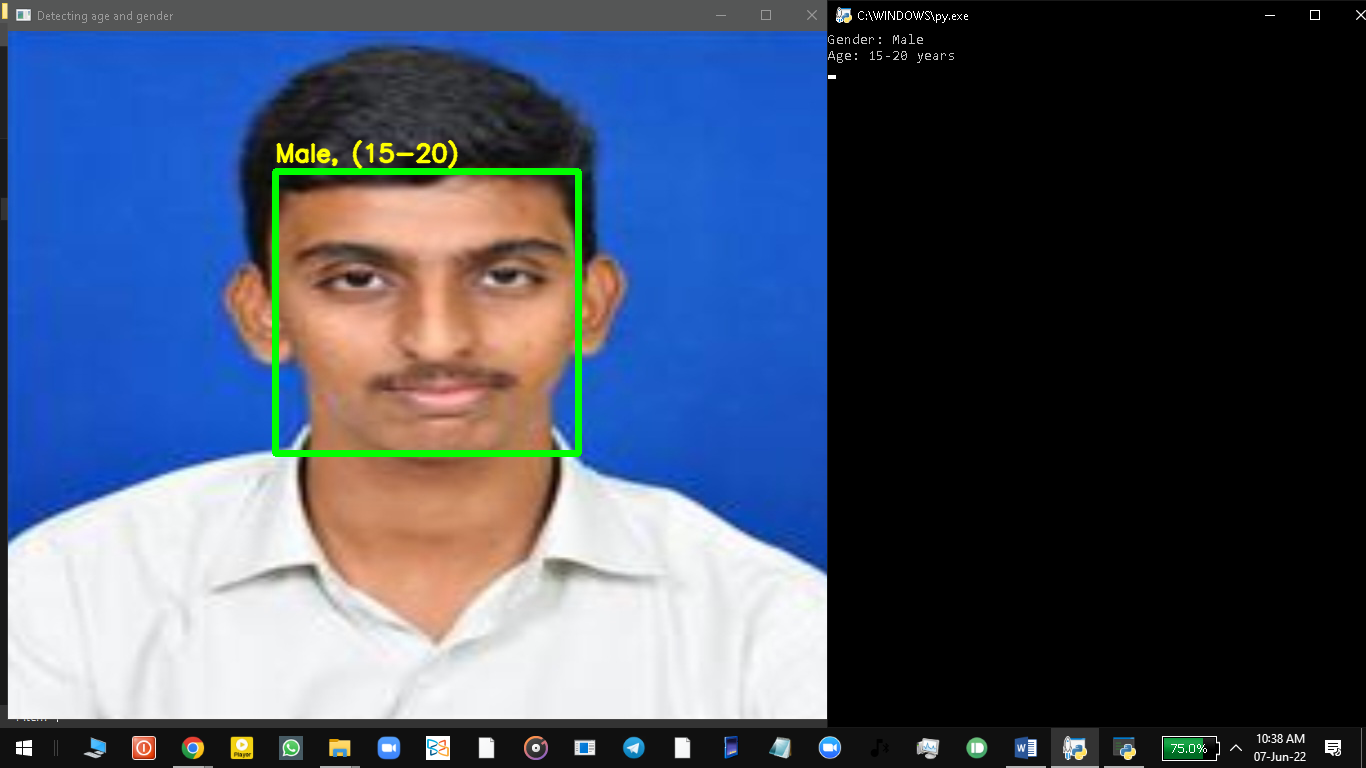 Detecting age and gender
Male, (15-20)
C:\WINDOWS\py.exe
Gender: Male
Age: 15-20 years
Player
W
75.0%
10:38 AM
07-Jun-22